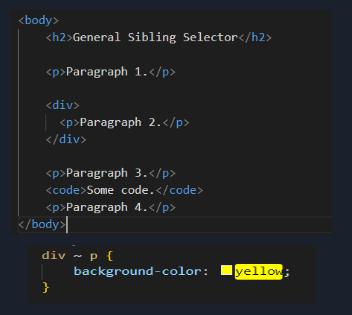 <body>
<h2>General Sibling Selector</h2>
<p>Paragraph 1.</p>
<div>
<p>Paragraph 2.</p>
</div>
<p>Paragraph 3.</p>
<code>Some code.</code>
<p>Paragraph 4.</p>
</body>
div ~ p {
background-color: yellow;
}